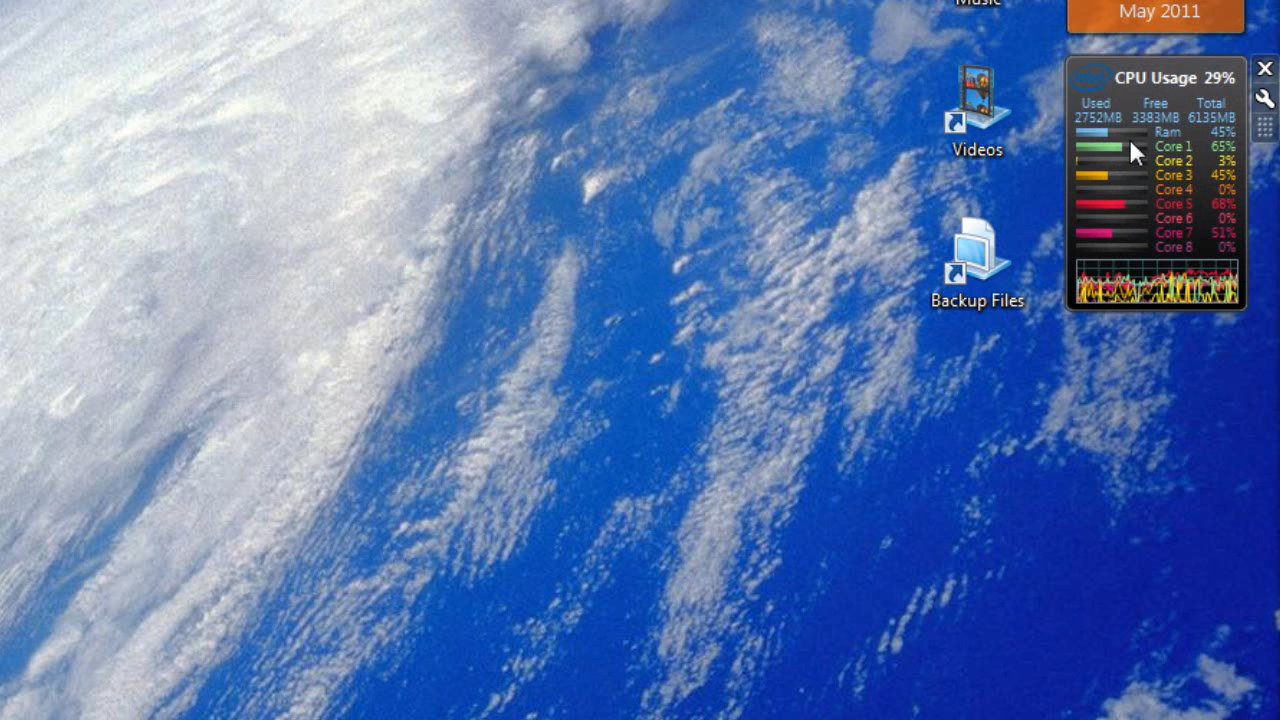 Music
May 2011
CPU Usage 29%
Used Free Total
2752MB 3383MB 6135MB
Ram 45%
Core 1 65%
Core 2 3%
Core 3 45%
Core 4 0%
Core 5 68%
Core 6 0%
Core 7 51%
Core 8 0%
Videos
Backup Files